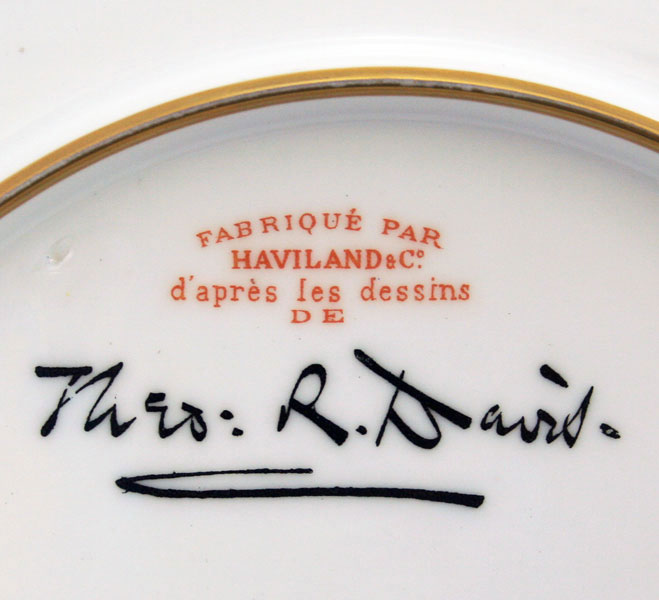 FABRIQUÉ PAR
HAVILAND & Cº
d'après les dessins
DE
Theo: R. Davis.